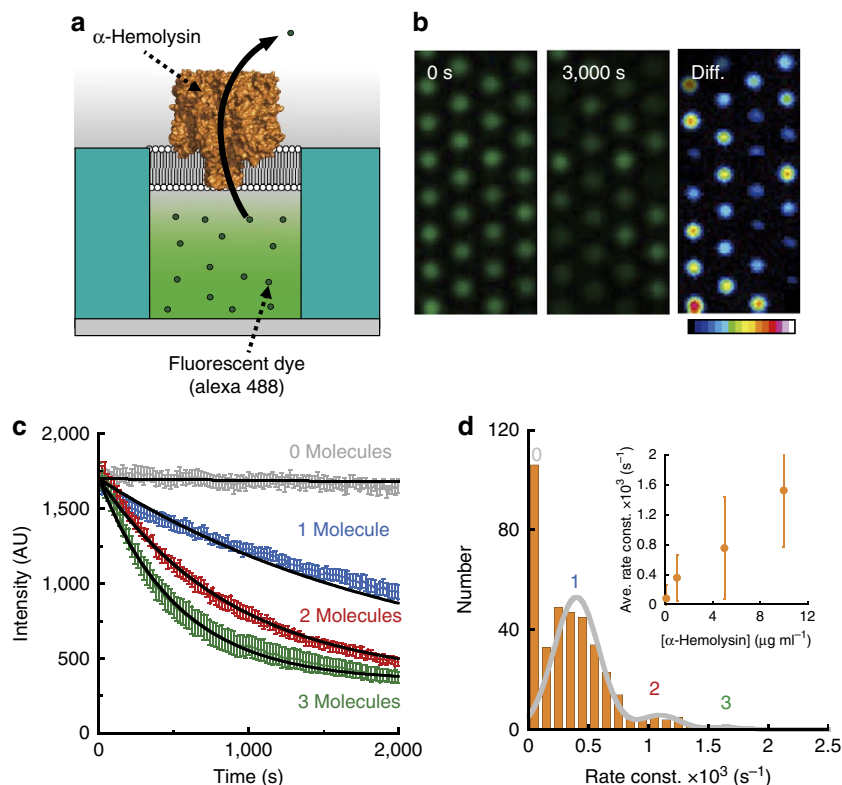 a
α-Hemolysin
Fluorescent dye
(alexa 488)
b
0 s
3,000 s
Diff.
c
2,000
1,500
1,000
500
0
Intensity (AU)
0 Molecules
1 Molecule
2 Molecules
3 Molecules
0
1,000
2,000
Time (s)
d
120
80
40
0
Number
0
1
2
3
0
0.5
1.0
1.5
2.0
2.5
Rate const. ×10³ (s⁻¹)
2
1.6
1.2
0.8
0.4
0
Ave. rate const. ×10³ (s⁻¹)
0
4
8
12
[α-Hemolysin] (μg ml⁻¹)